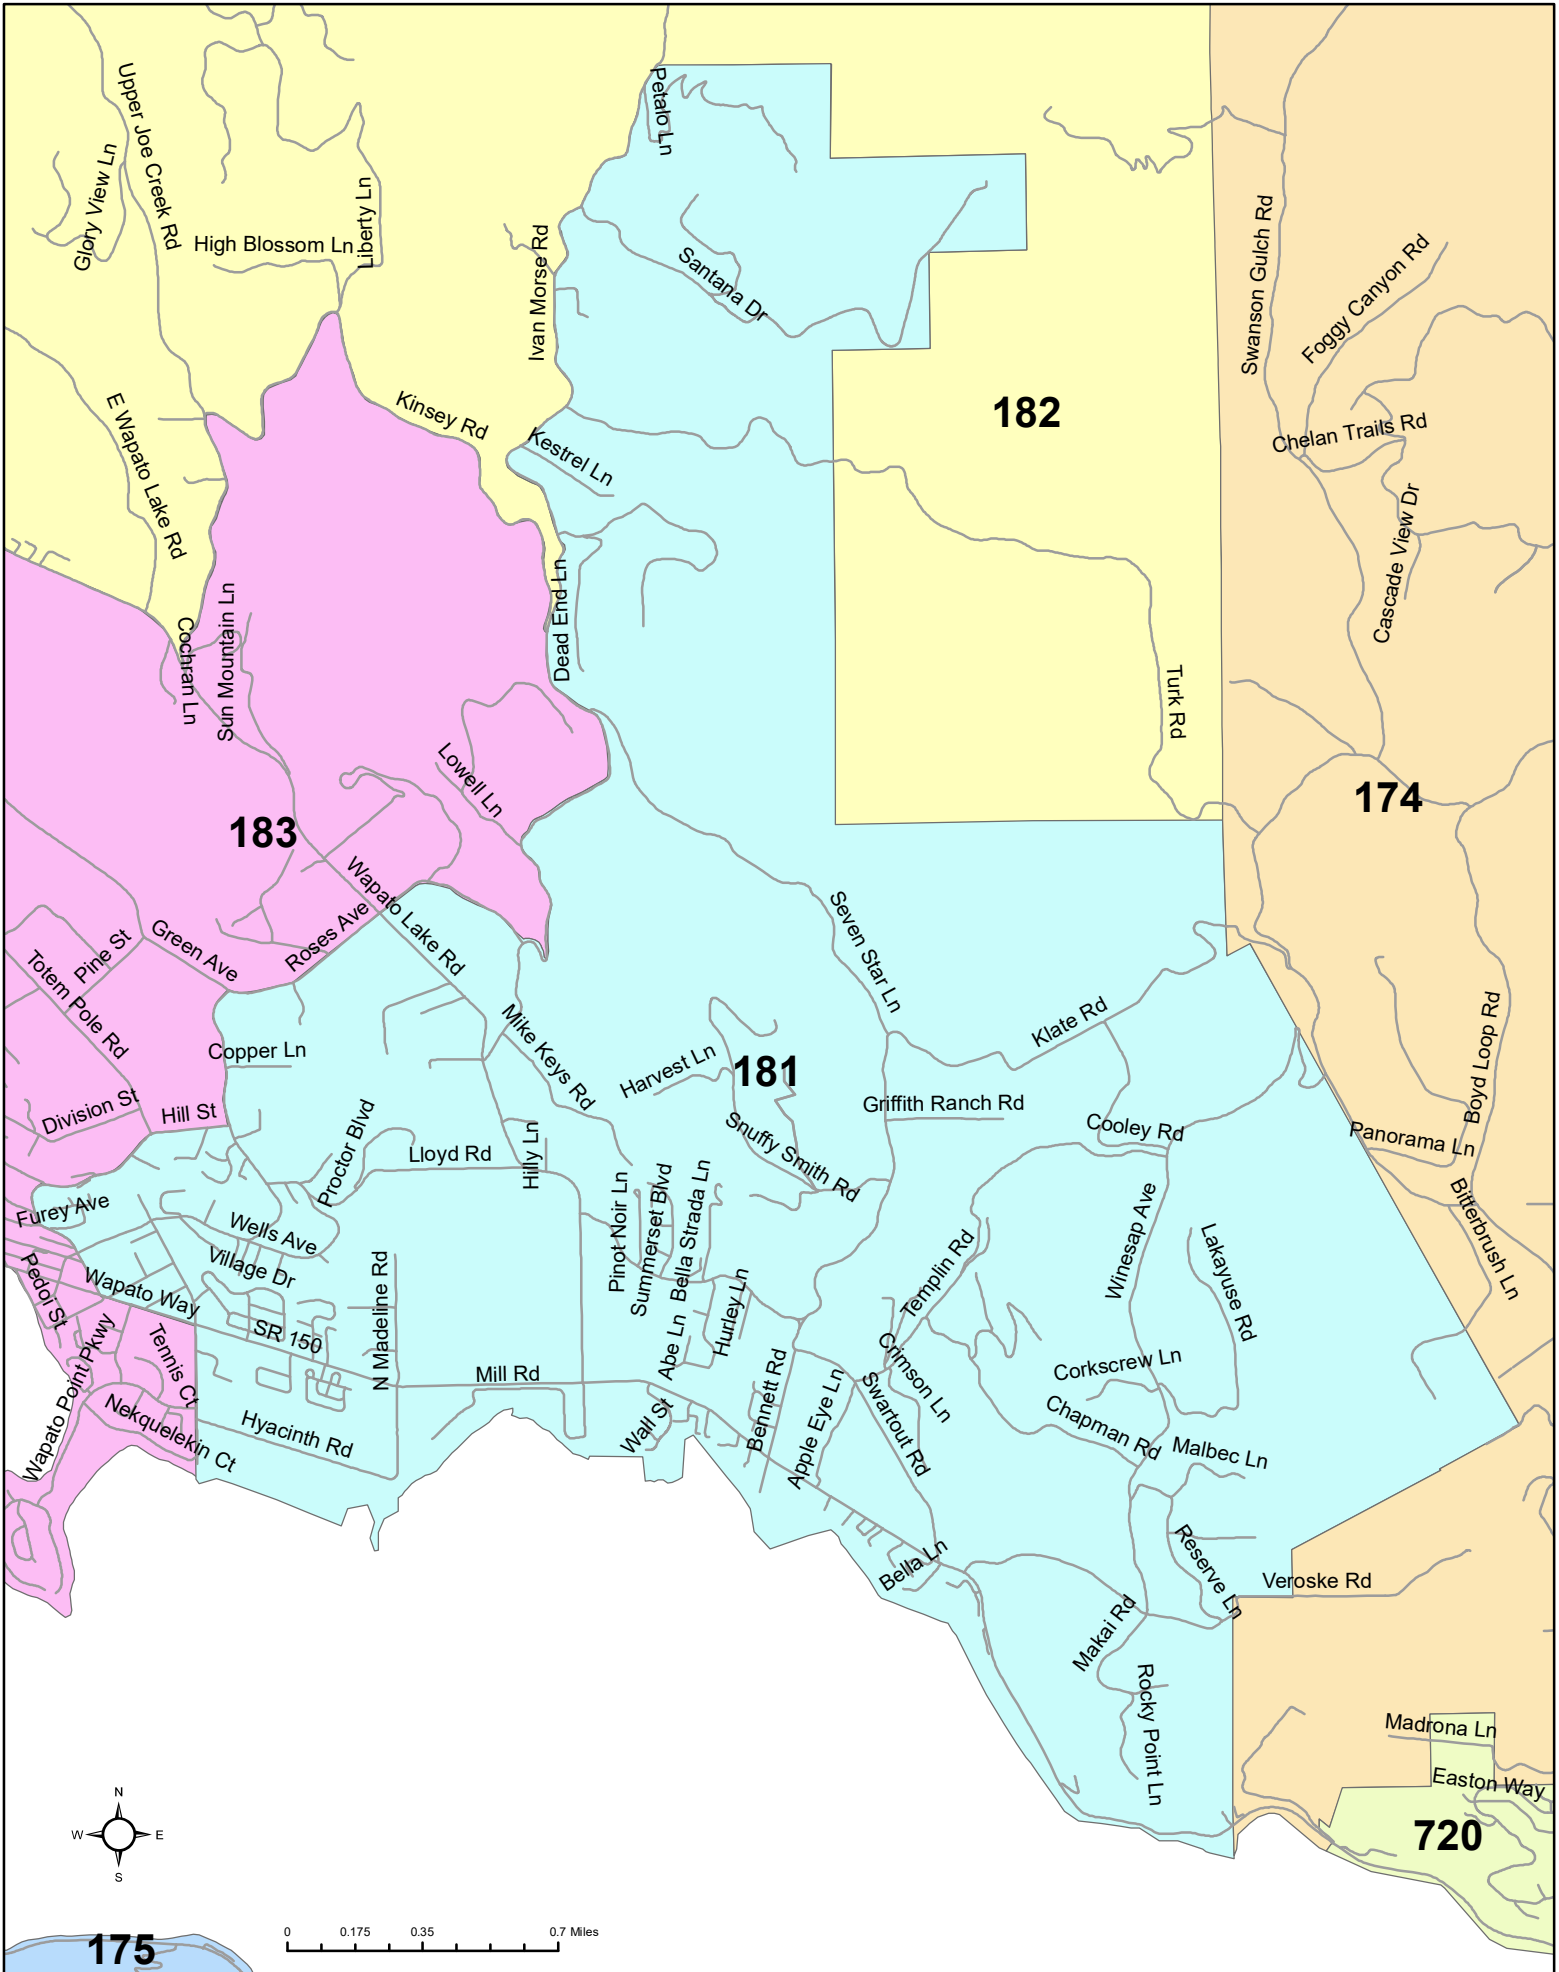 Petalo Ln
Upper Joe Creek Rd
Glory View Ln
Liberty Ln
High Blossom Ln
Ivan Morse Rd
Santana Dr
Swanson Gulch Rd
Foggy Canyon Rd
182
Kinsey Rd
Kestrel Ln
Chelan Trails Rd
E Wapato Lake Rd
Cascade View Dr
Dead End Ln
Cochran Ln
Sun Mountain Ln
Turk Rd
Lowell Ln
174
183
Wapato Lake Rd
Roses Ave
Green Ave
Pine St
Totem Pole Rd
Seven Star Ln
Klate Rd
Boyd Loop Rd
Mike Keys Rd
Copper Ln
Harvest Ln
181
Griffith Ranch Rd
Division St
Hill St
Proctor Blvd
Lloyd Rd
Hilly Ln
Snuffy Smith Rd
Cooley Rd
Panorama Ln
Pinot Noir Ln
Summerset Blvd
Bella Strada Ln
Furey Ave
Wells Ave
Village Dr
Templin Rd
Winesap Ave
Lakayuse Rd
Bitterbrush Ln
Pedoi St
Wapato Way
SR 150
N Madeline Rd
Abe Ln
Hurley Ln
Wapato Point Pkwy
Tennis Ct
Mill Rd
Bennett Rd
Crimson Ln
Corkscrew Ln
Nekquelekin Ct
Hyacinth Rd
Wall St
Apple Eye Ln
Swartout Rd
Chapman Rd
Malbec Ln
Bella Ln
Reserve Ln
Veroske Rd
Makai Rd
Rocky Point Ln
Madrona Ln
Easton Way
720
N
W
E
S
0 0.175 0.35 0.7 Miles
175